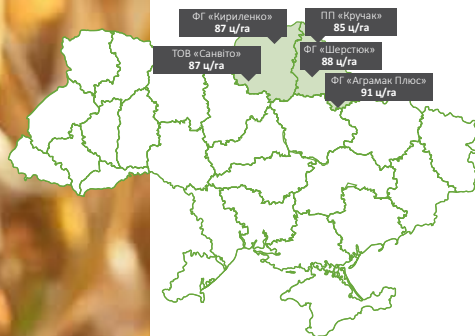 ФГ «Кириленко»
87 ц/га
ПП «Кручак»
85 ц/га
ТОВ «Санвіто»
87 ц/га
ФГ «Шерстюк»
88 ц/га
ФГ «Аграмак Плюс»
91 ц/га